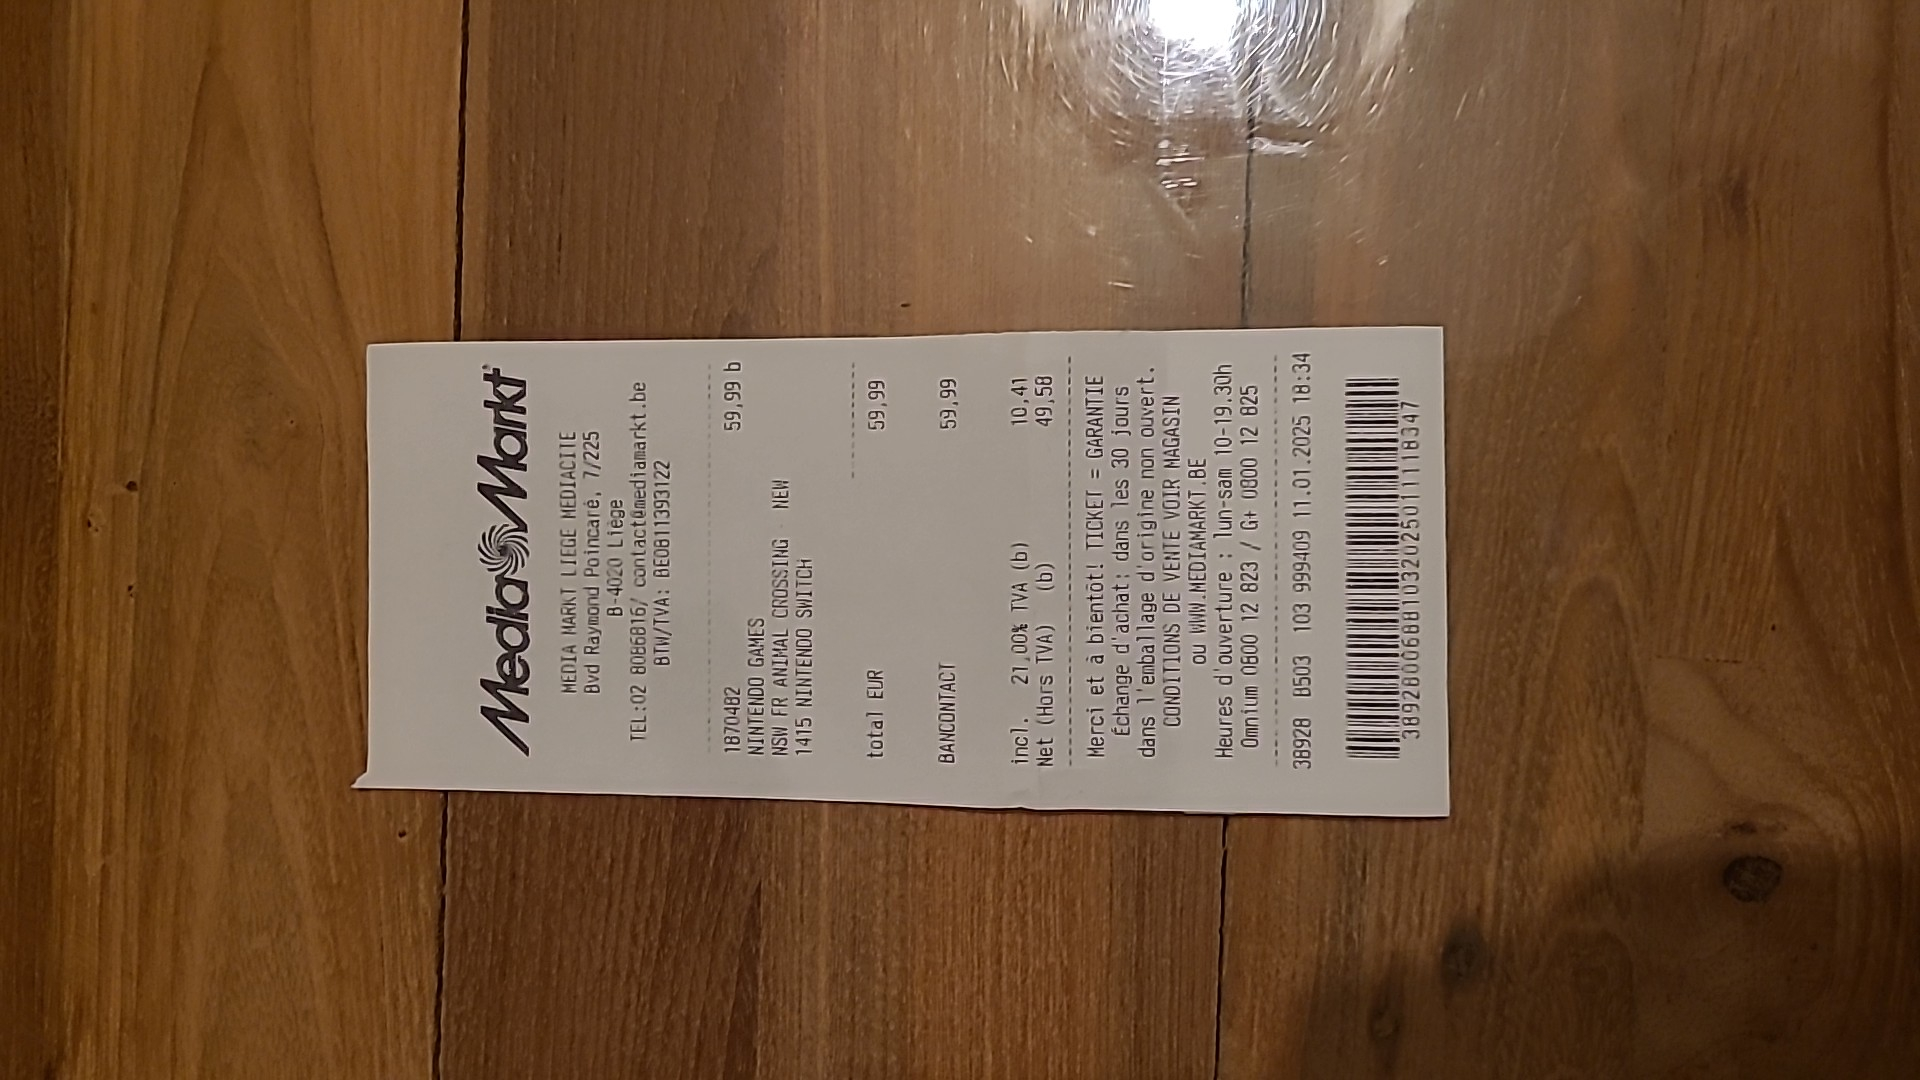 Media Markt
MEDIA MARKT LIEGE MEDIACITE
Bvd Raymond Poincaré, 7/225
B-4020 Liège
TEL:02 8086816/ contact@mediamarkt.be
BTW/TVA: BE0811393122
1870482 59,99 b
NINTENDO GAMES
NSW FR ANIMAL CROSSING - NEW
1415 NINTENDO SWITCH
total EUR 59,99
BANCONTACT 59,99
incl. 21,00% TVA (b) 10,41
Net (Hors TVA) (b) 49,58
Merci et à bientôt! TICKET = GARANTIE
Échange d'achat: dans les 30 jours
dans l'emballage d'origine non ouvert.
CONDITIONS DE VENTE VOIR MAGASIN
ou WWW.MEDIAMARKT.BE
Heures d'ouverture : lun-sam 10-19.30h
Omnium 0800 12 823 / G+ 0800 12 825
38928 8503 103 999409 11.01.2025 18:34